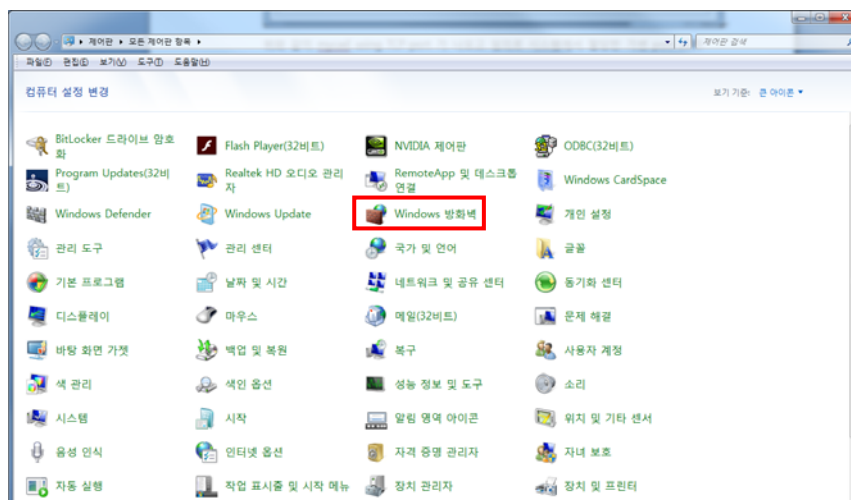 제어판 ▸ 모든 제어판 항목 ▸
제어판 검색
파일(F) 편집(E) 보기(V) 도구(T) 도움말(H)
컴퓨터 설정 변경
보기 기준: 큰 아이콘 ▼
BitLocker 드라이브 암호
화
Flash Player(32비트)
NVIDIA 제어판
ODBC(32비트)
Program Updates(32비
트)
Realtek HD 오디오 관리
자
RemoteApp 및 데스크톱
연결
Windows CardSpace
Windows Defender
Windows Update
Windows 방화벽
개인 설정
관리 도구
관리 센터
국가 및 언어
글꼴
기본 프로그램
날짜 및 시간
네트워크 및 공유 센터
동기화 센터
디스플레이
마우스
메일(32비트)
문제 해결
바탕 화면 가젯
백업 및 복원
복구
사용자 계정
색 관리
색인 옵션
성능 정보 및 도구
소리
시스템
시작
알림 영역 아이콘
위치 및 기타 센서
음성 인식
인터넷 옵션
자격 증명 관리자
자녀 보호
자동 실행
작업 표시줄 및 시작 메뉴
장치 관리자
장치 및 프린터